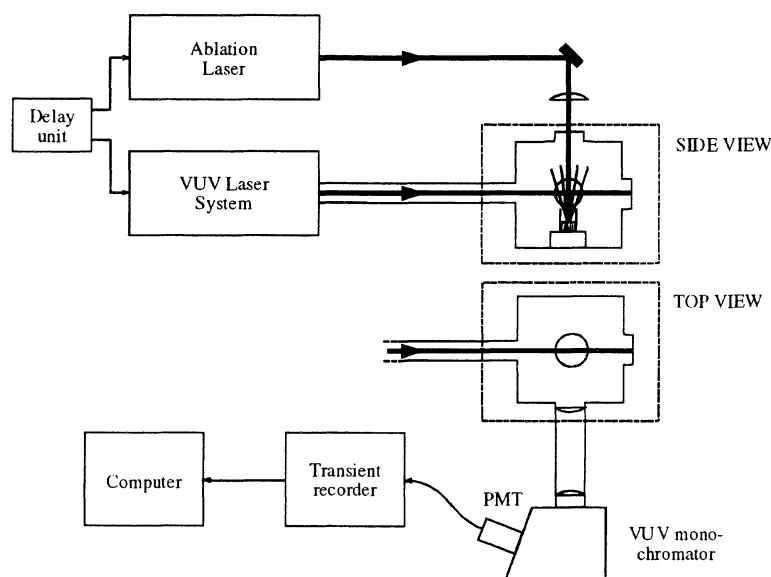 Ablation
Laser
Delay
unit
VUV Laser
System
SIDE VIEW
TOP VIEW
Computer
Transient
recorder
PMT
VUV mono-
chromator